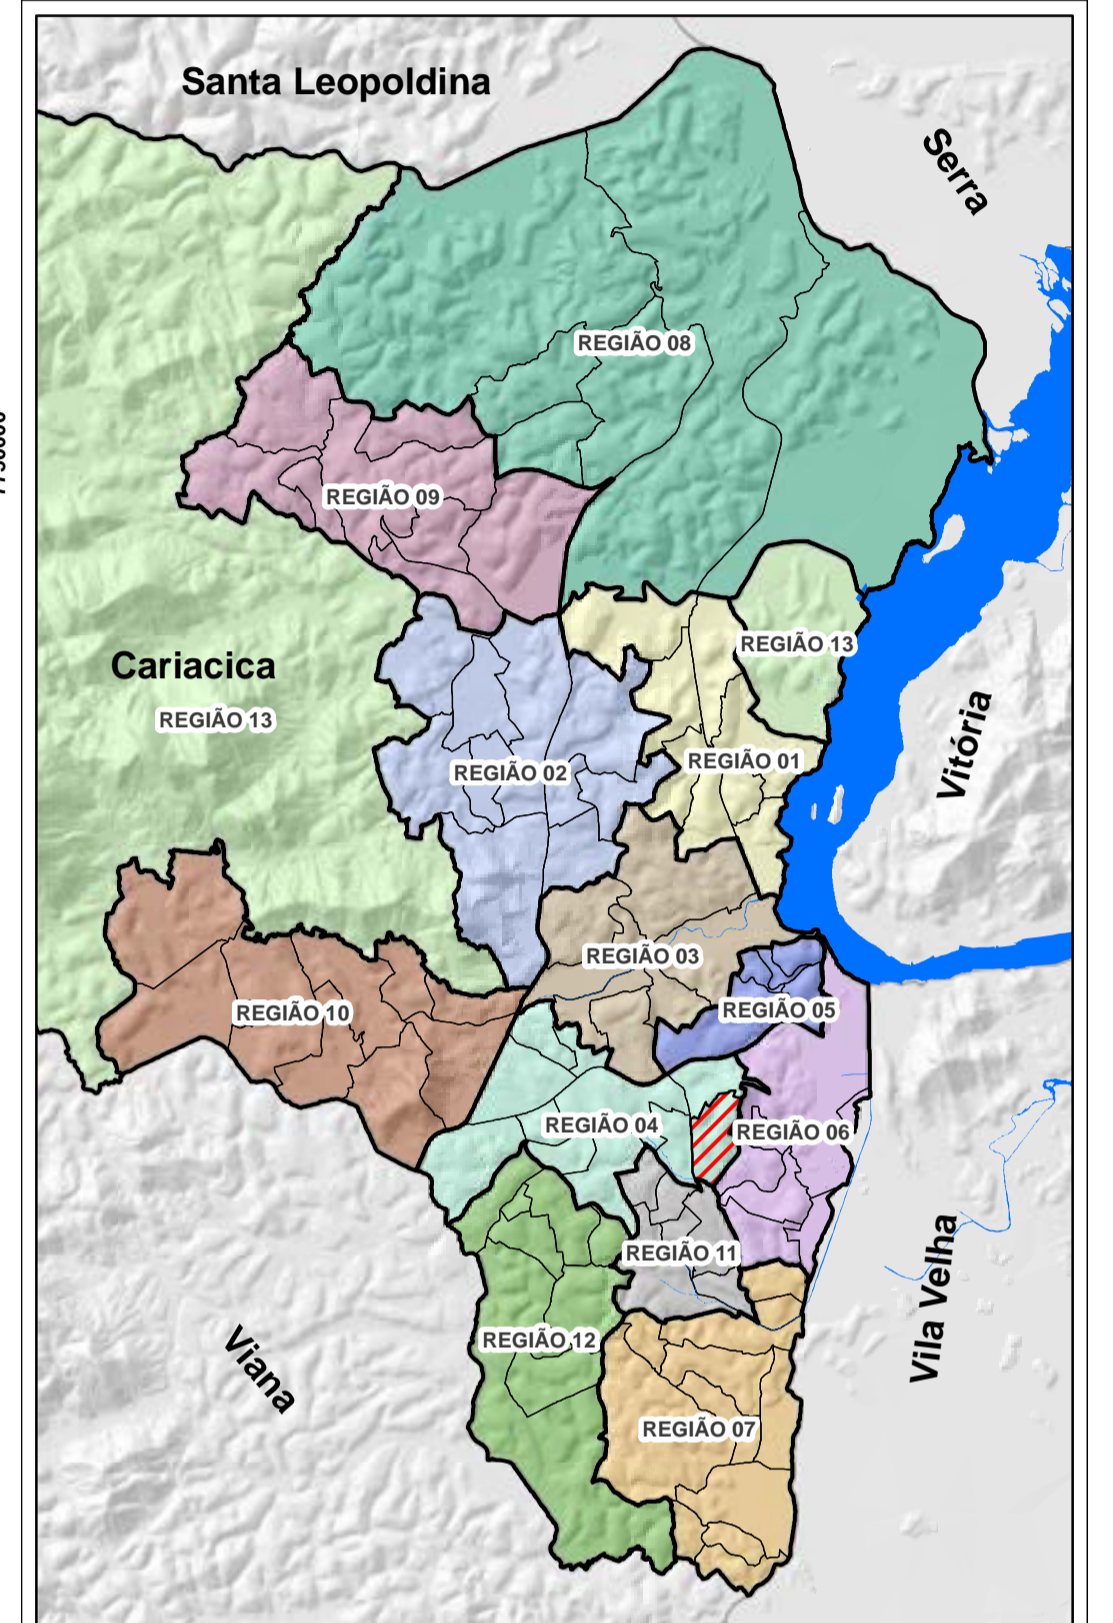 Santa Leopoldina
Serra
REGIÃO 08
REGIÃO 09
REGIÃO 13
Cariacica
REGIÃO 13
Vitória
REGIÃO 01
REGIÃO 02
REGIÃO 03
REGIÃO 05
REGIÃO 10
REGIÃO 04
REGIÃO 06
REGIÃO 11
Vila Velha
REGIÃO 12
Viana
REGIÃO 07